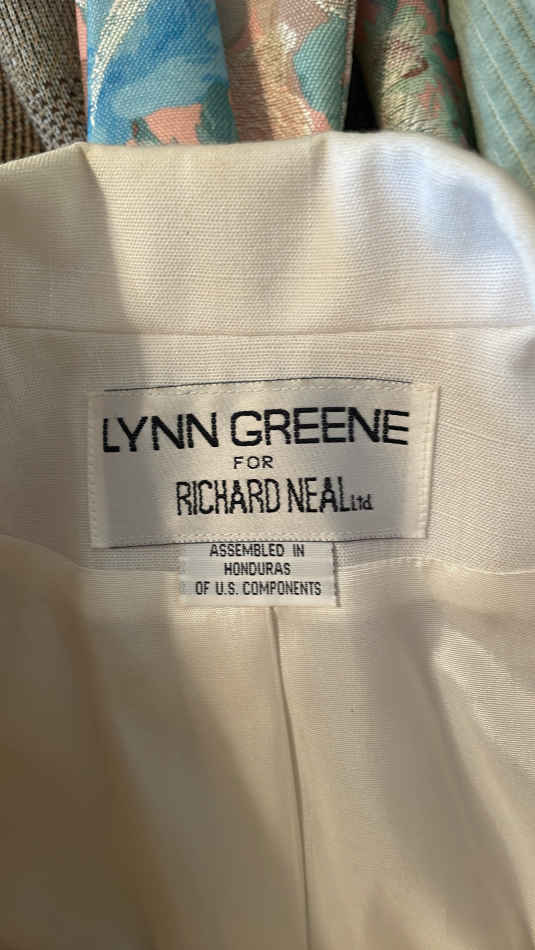 LYNN GREENE
FOR
RICHARD NEAL Ltd.
ASSEMBLED IN
HONDURAS
OF U.S. COMPONENTS